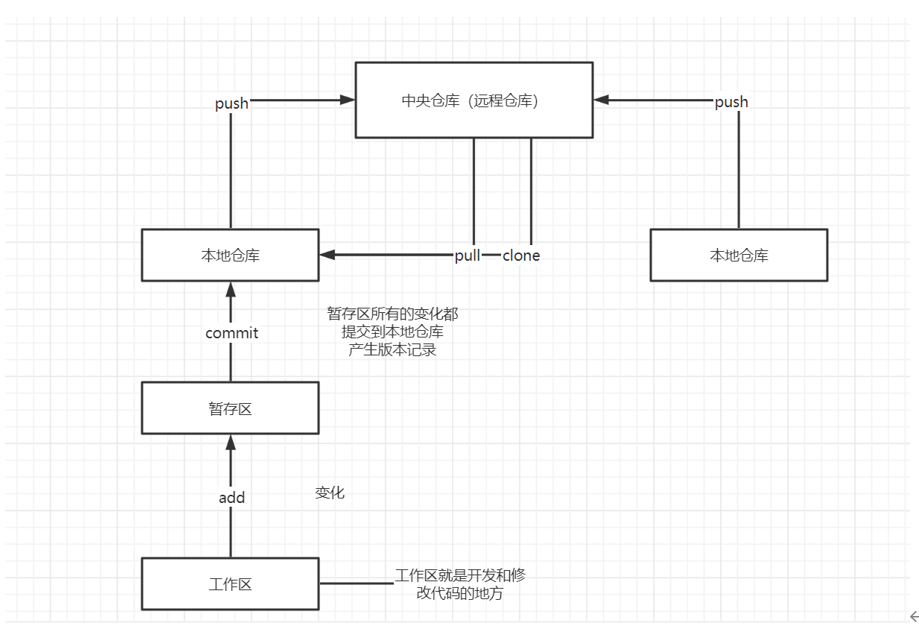 中央仓库（远程仓库）
push
push
本地仓库
pull
clone
本地仓库
commit
暂存区所有的变化都
提交到本地仓库
产生版本记录
暂存区
add
变化
工作区
工作区就是开发和修
改代码的地方